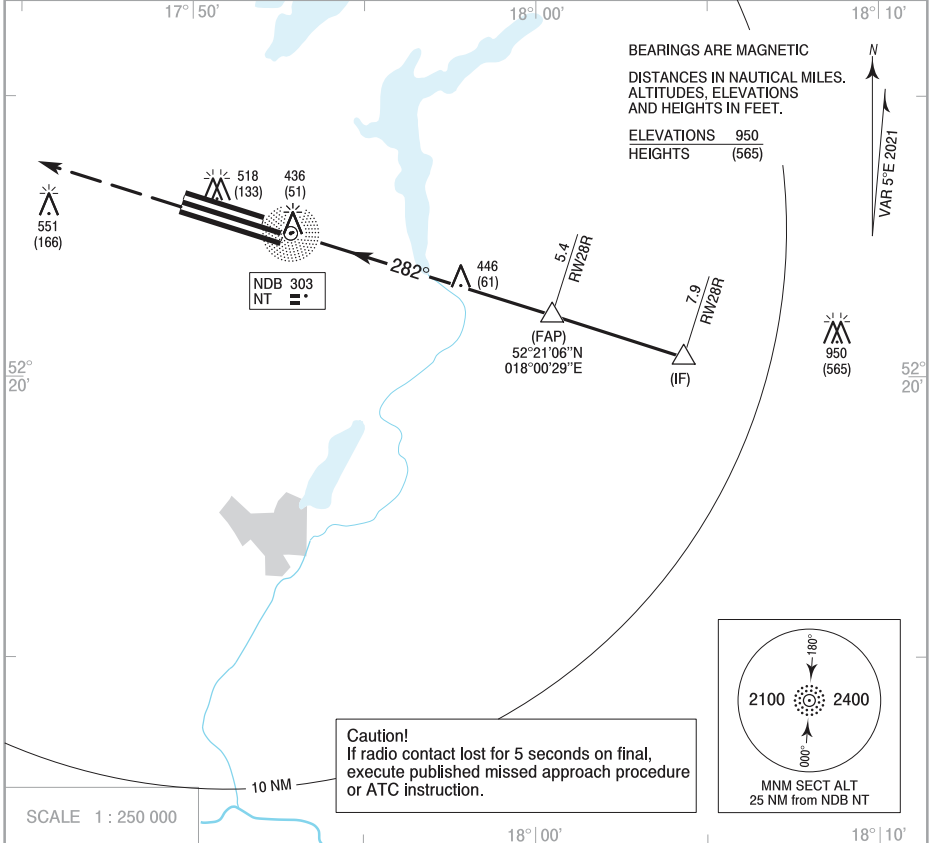 17° 50'
18° 00'
18° 10'
BEARINGS ARE MAGNETIC
DISTANCES IN NAUTICAL MILES.
ALTITUDES, ELEVATIONS
AND HEIGHTS IN FEET.
ELEVATIONS 950
HEIGHTS (565)
N
VAR 5°E 2021
518
(133)
436
(51)
551
(166)
NDB 303
NT
282°
446
(61)
5.4
RW28R
7.9
RW28R
(FAP)
52°21'06"N
018°00'29"E
(IF)
950
(565)
52°
20'
52°
20'
180°
2100
2400
000°
MNM SECT ALT
25 NM from NDB NT
Caution!
If radio contact lost for 5 seconds on final,
execute published missed approach procedure
or ATC instruction.
10 NM
SCALE 1 : 250 000
18° 00'
18° 10'